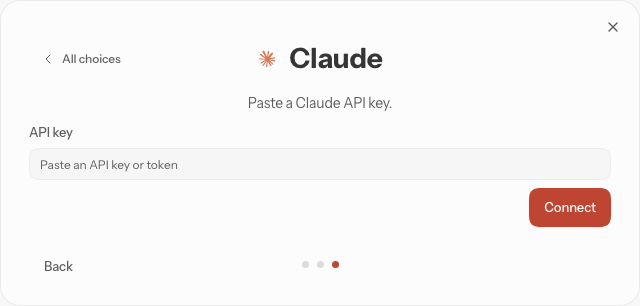 All choices
Claude
Paste a Claude API key.
API key
Paste an API key or token
Connect
Back